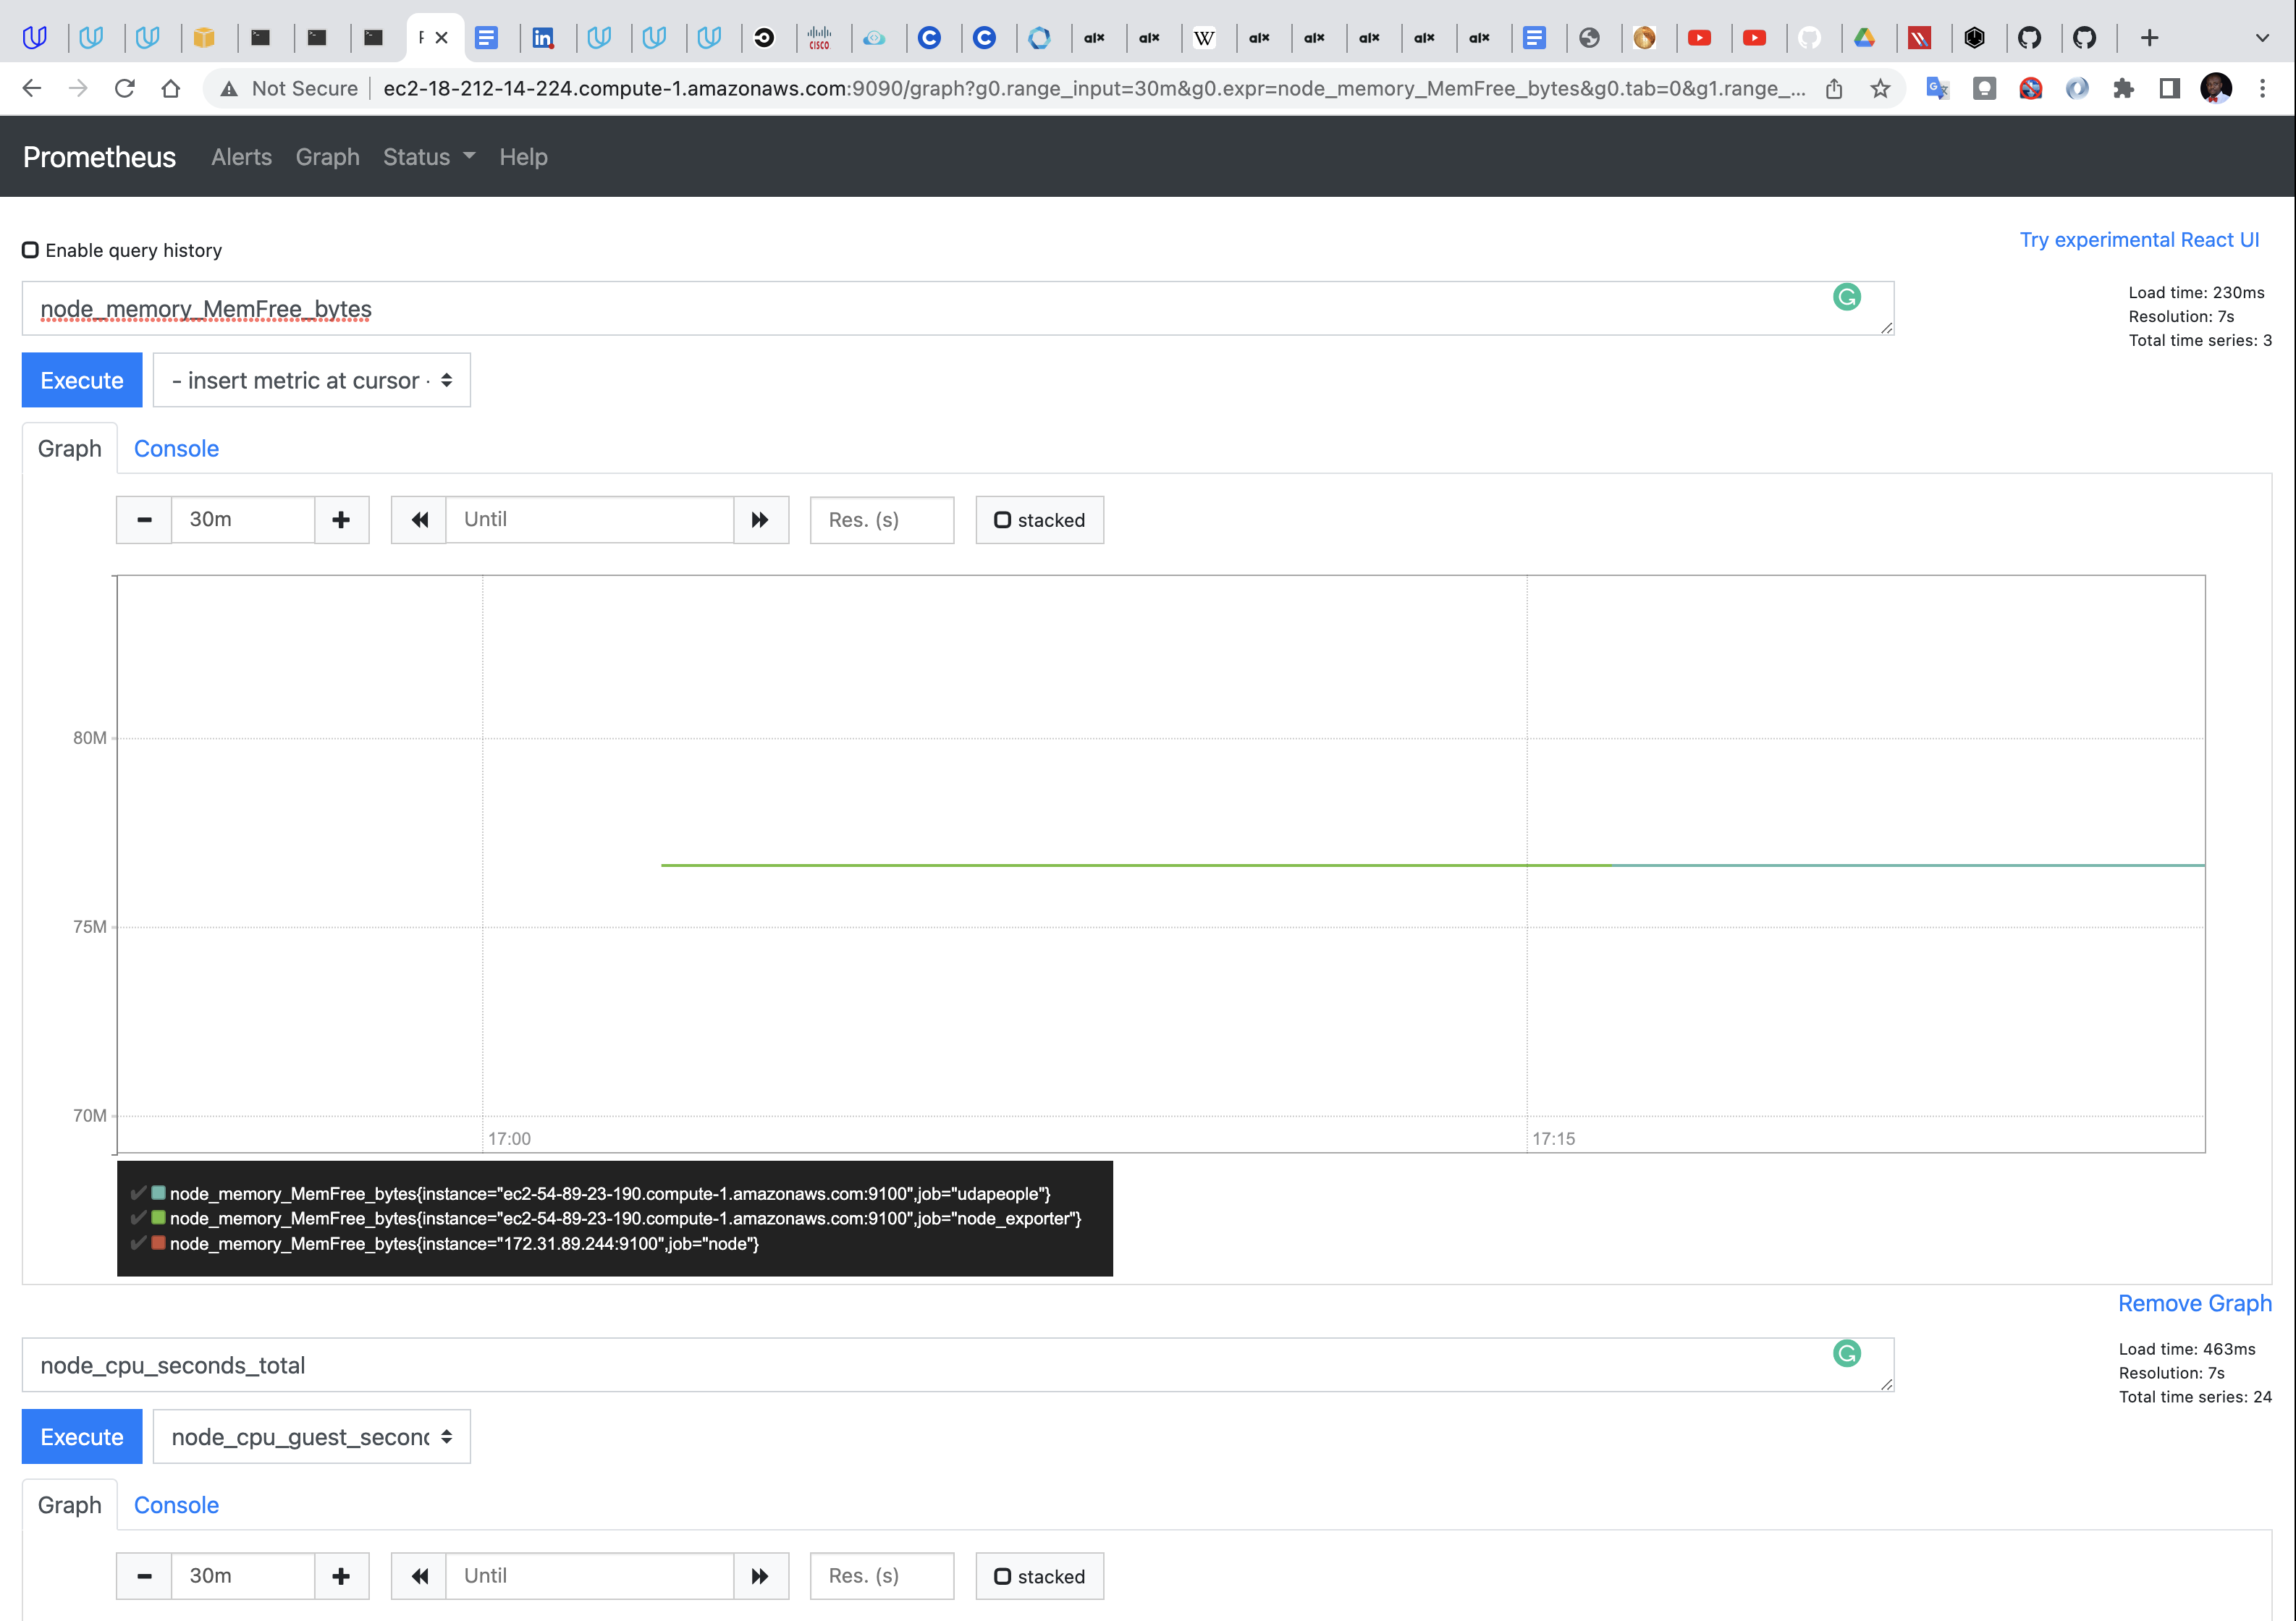 Not Secure
ec2-18-212-14-224.compute-1.amazonaws.com:9090/graph?g0.range_input=30m&g0.expr=node_memory_MemFree_bytes&g0.tab=0&g1.range_...
Prometheus Alerts Graph Status Help
Enable query history
Try experimental React UI
node_memory_MemFree_bytes
Load time: 230ms
Resolution: 7s
Total time series: 3
Execute
- insert metric at cursor -
Graph Console
30m
Until
Res. (s)
stacked
80M
75M
70M
17:00
17:15
node_memory_MemFree_bytes{instance="ec2-54-89-23-190.compute-1.amazonaws.com:9100",job="udapeople"}
node_memory_MemFree_bytes{instance="ec2-54-89-23-190.compute-1.amazonaws.com:9100",job="node_exporter"}
node_memory_MemFree_bytes{instance="172.31.89.244:9100",job="node"}
Remove Graph
node_cpu_seconds_total
Load time: 463ms
Resolution: 7s
Total time series: 24
Execute
node_cpu_guest_second
Graph Console
30m
Until
Res. (s)
stacked